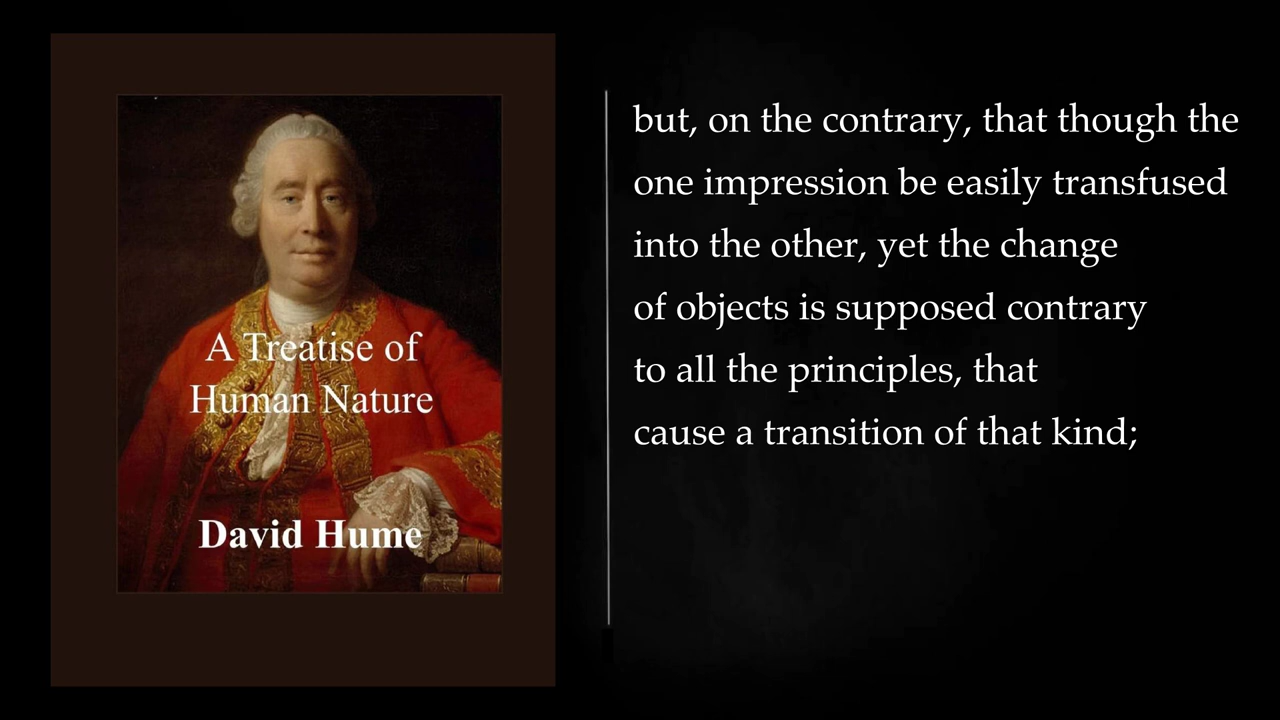 A Treatise of
Human Nature
David Hume
but, on the contrary, that though the
one impression be easily transfused
into the other, yet the change
of objects is supposed contrary
to all the principles, that
cause a transition of that kind;